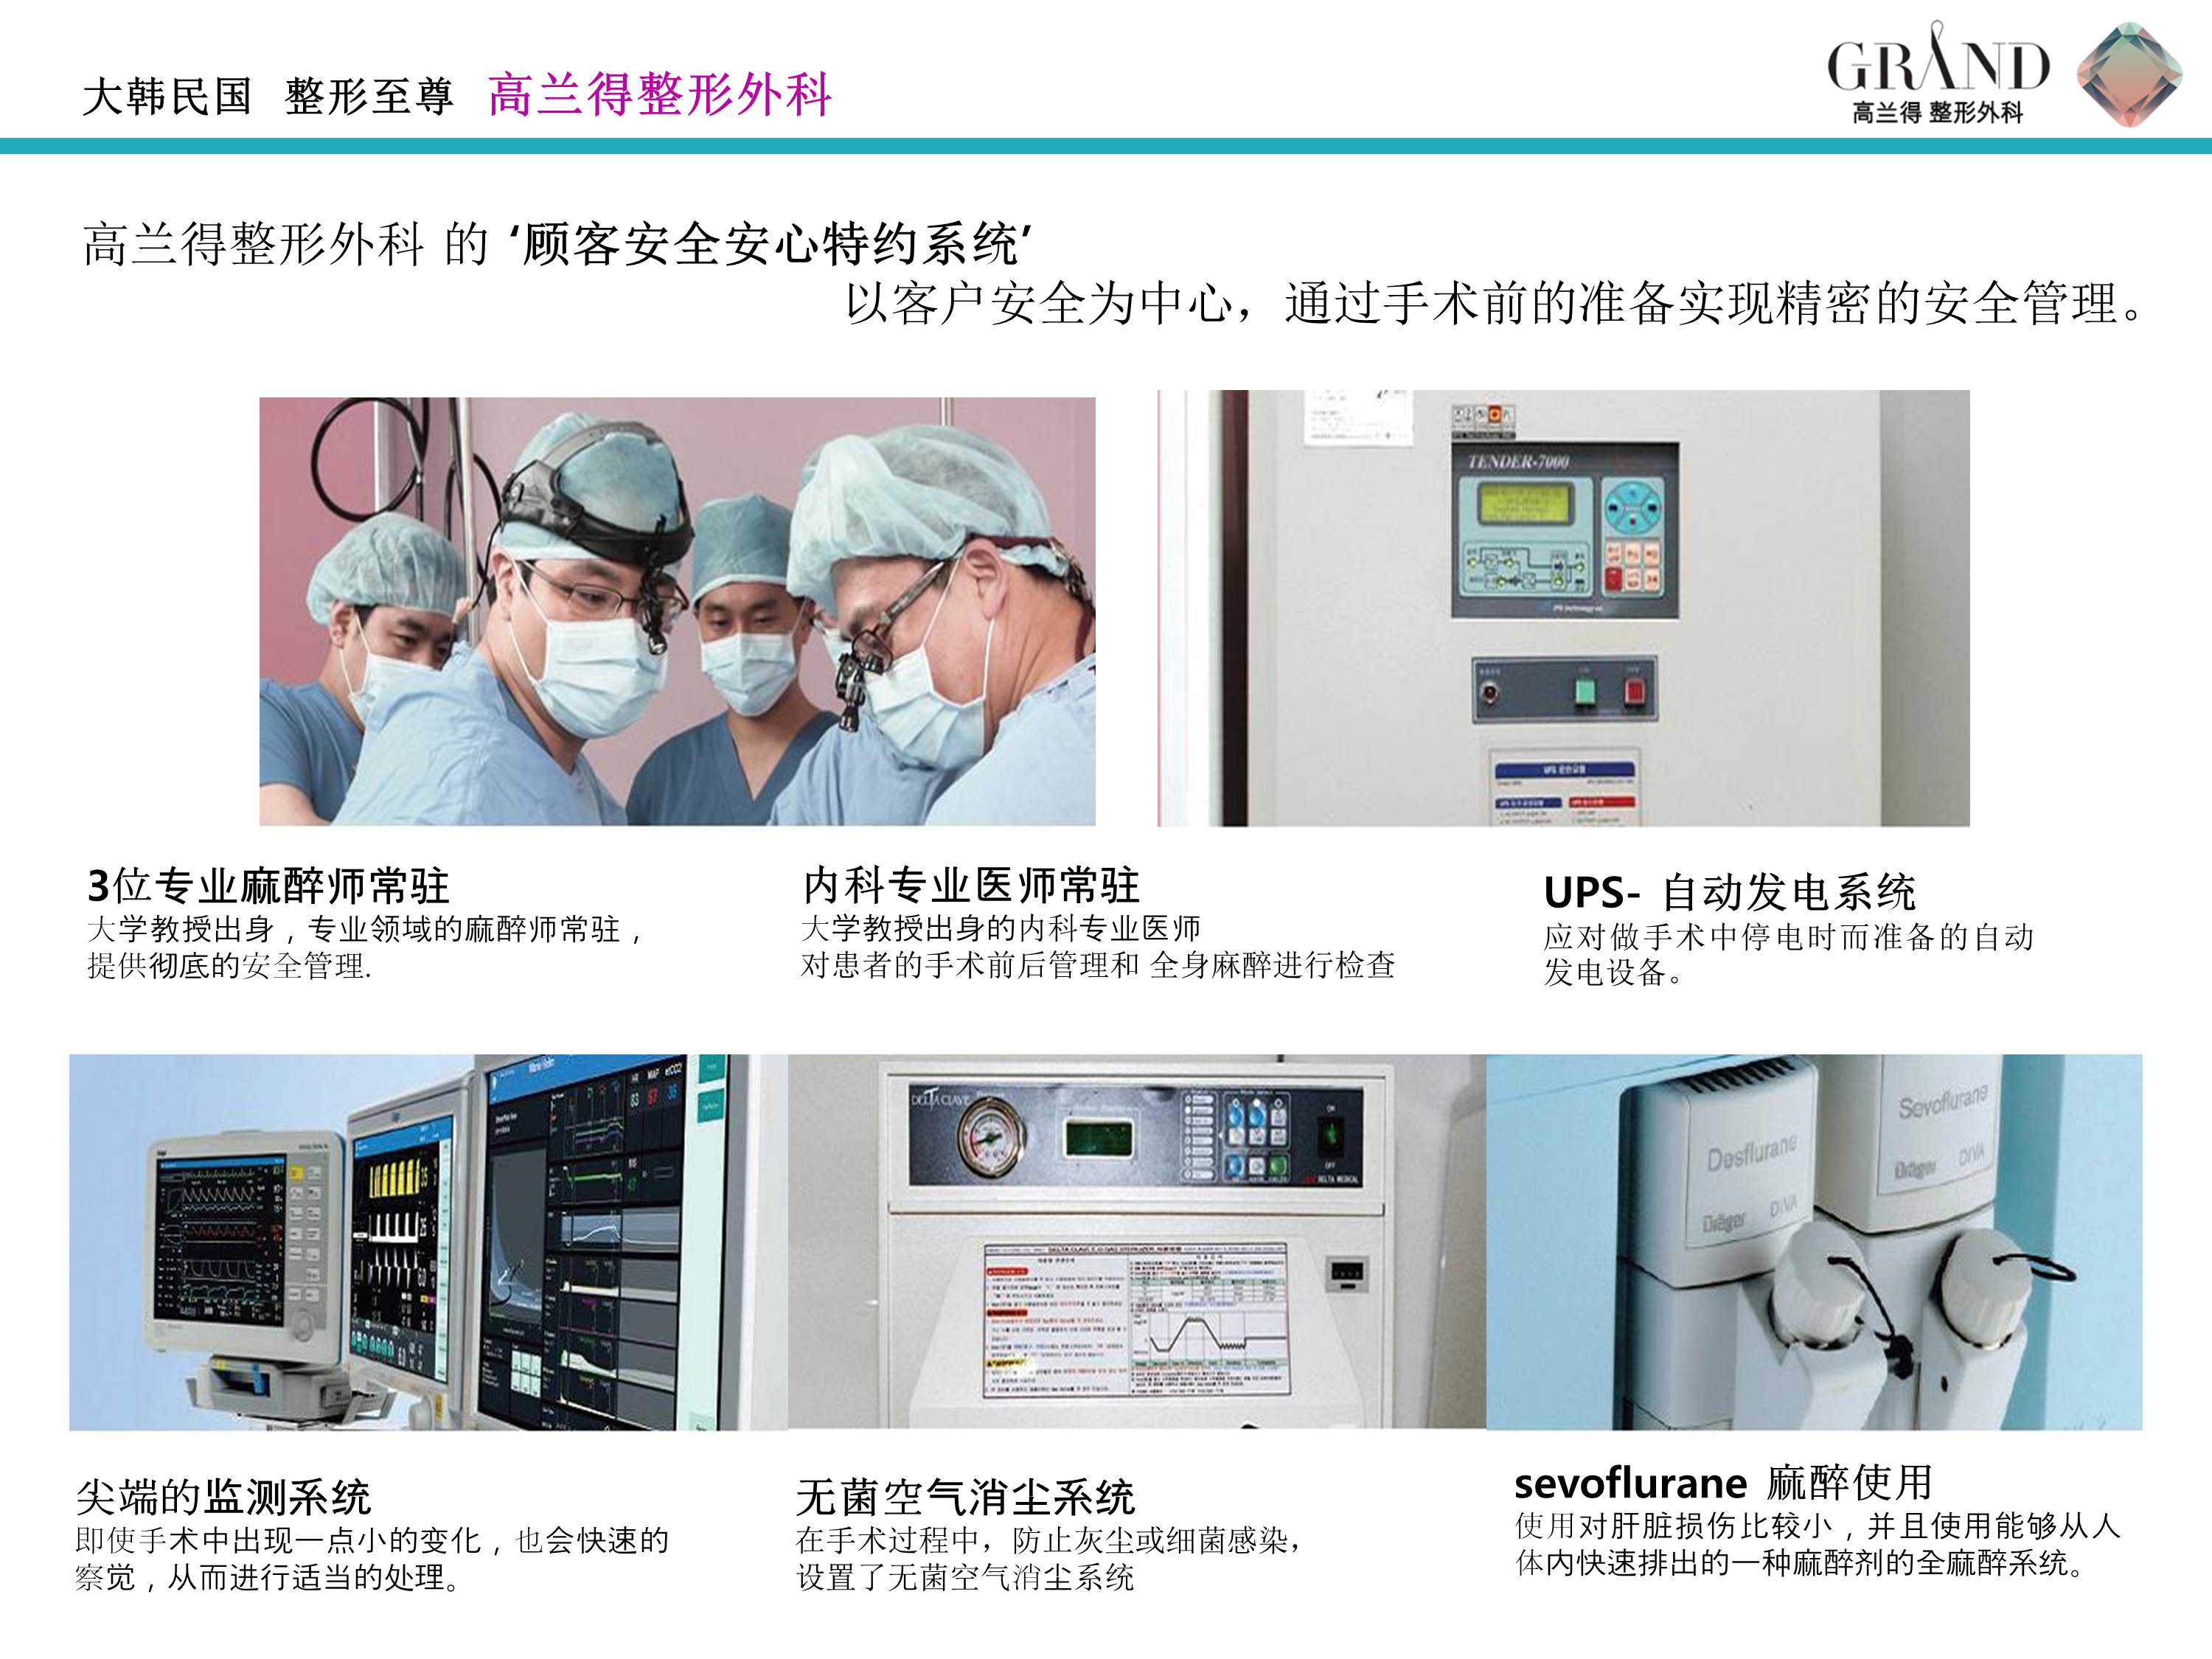 大韩民国 整形至尊 高兰得整形外科
GRAND
高兰得 整形外科
高兰得整形外科 的 ‘顾客安全安心特约系统’
以客户安全为中心，通过手术前的准备实现精密的安全管理。
TENDER-7000
3位专业麻醉师常驻
大学教授出身，专业领域的麻醉师常驻，
提供彻底的安全管理.
内科专业医师常驻
大学教授出身的内科专业医师
对患者的手术前后管理和 全身麻醉进行检查
UPS- 自动发电系统
应对做手术中停电时而准备的自动
发电设备。
HR MAP etCO2
83 67 35
DELTA CLAVE
ON
OFF
DELTA MEDICAL
Desflurane
Dräger DIVA
Sevoflurane
Dräger DIVA
尖端的监测系统
即使手术中出现一点小的变化，也会快速的
察觉，从而进行适当的处理。
无菌空气消尘系统
在手术过程中，防止灰尘或细菌感染，
设置了无菌空气消尘系统
sevoflurane 麻醉使用
使用对肝脏损伤比较小，并且使用能够从人
体内快速排出的一种麻醉剂的全麻醉系统。